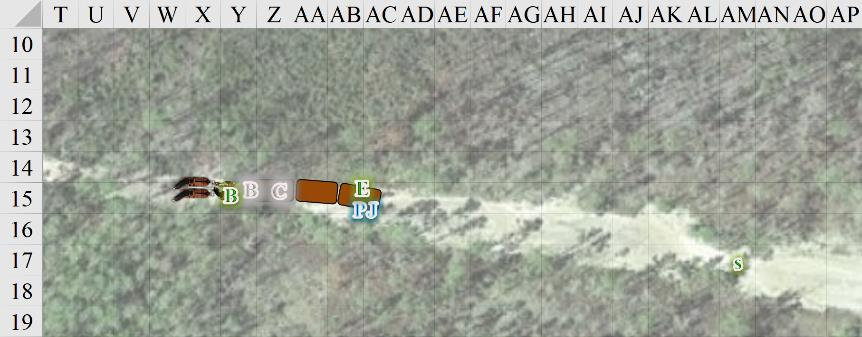 T U V W X Y Z AA AB AC AD AE AF AG AH AI AJ AK AL AM AN AO AP
10
11
12
13
14
B C E
15 B
PJ
16
17 s
18
19